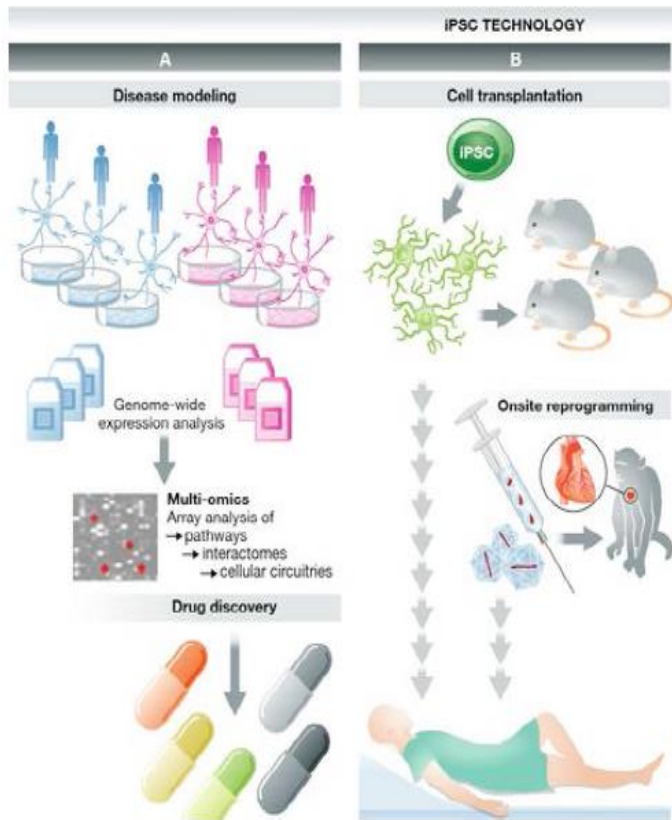 iPSC TECHNOLOGY
A
B
Disease modeling
Cell transplantation
iPSC
Genome-wide
expression analysis
Onsite reprogramming
Multi-omics
Array analysis of
→pathways
→interactomes
→cellular circuitries
Drug discovery